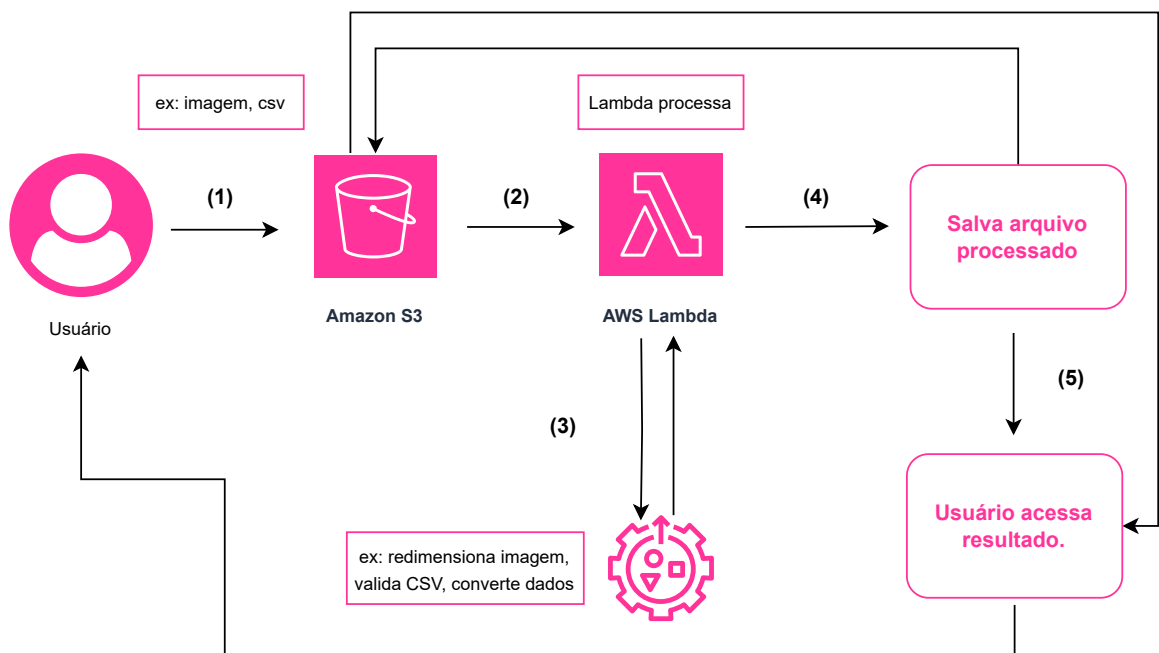 ex: imagem, csv
Lambda processa
(1)
(2)
(4)
Salva arquivo
processado
Usuário
Amazon S3
AWS Lambda
(5)
(3)
Usuário acessa
resultado.
ex: redimensiona imagem,
valida CSV, converte dados